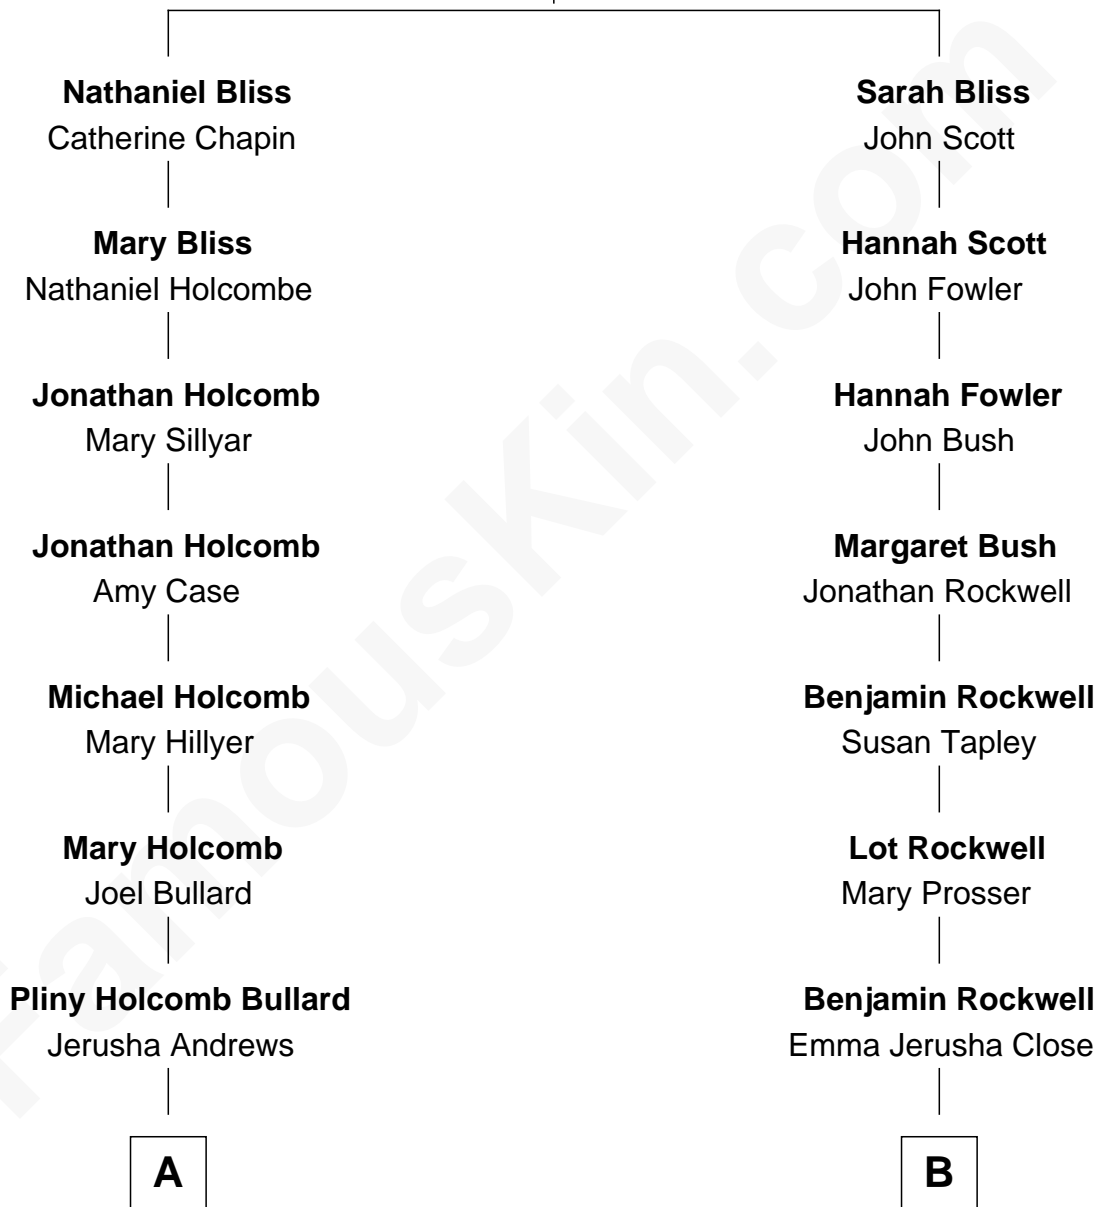 Nathaniel Bliss
Catherine Chapin
Mary Bliss
Nathaniel Holcombe
Jonathan Holcomb
Mary Sillyar
Jonathan Holcomb
Amy Case
Michael Holcomb
Mary Hillyer
Mary Holcomb
Joel Bullard
Pliny Holcomb Bullard
Jerusha Andrews
A
Sarah Bliss
John Scott
Hannah Scott
John Fowler
Hannah Fowler
John Bush
Margaret Bush
Jonathan Rockwell
Benjamin Rockwell
Susan Tapley
Lot Rockwell
Mary Prosser
Benjamin Rockwell
Emma Jerusha Close
B
FamousKin.com